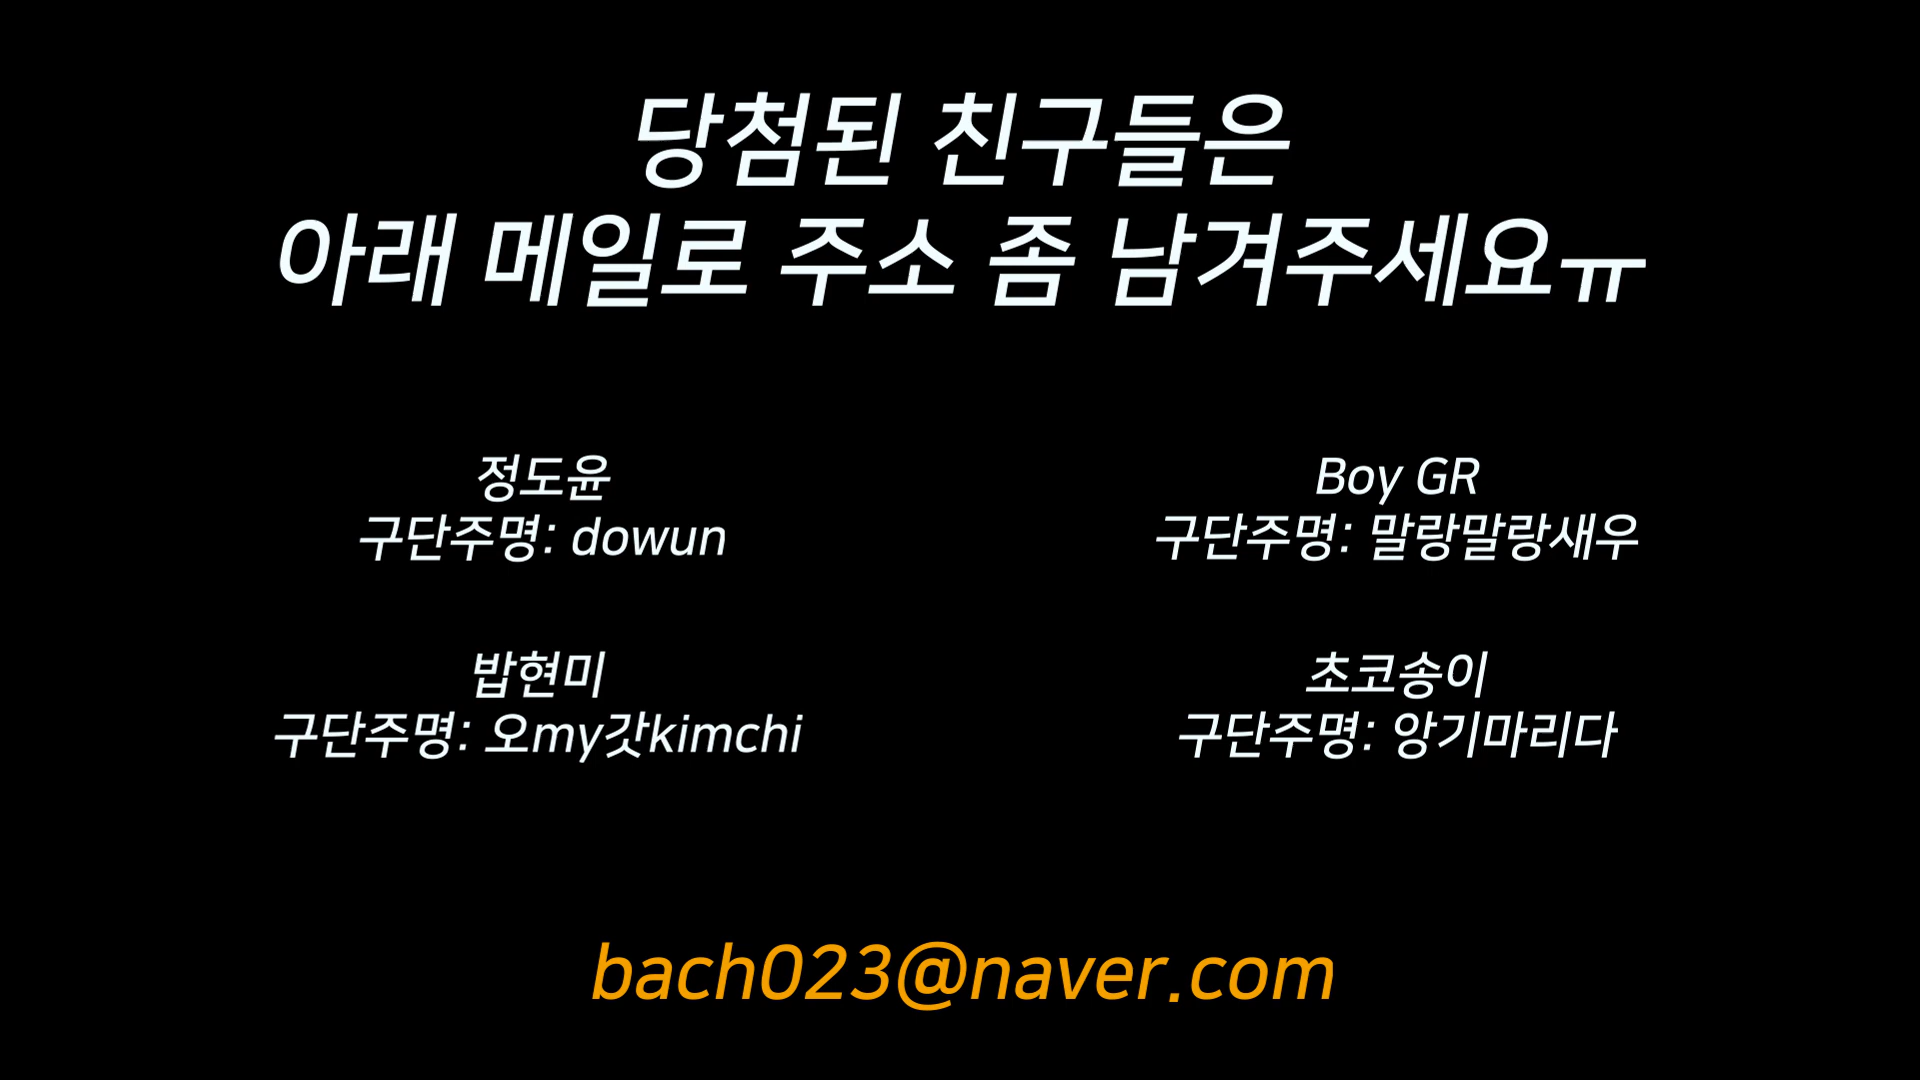 당첨된 친구들은
아래 메일로 주소 좀 남겨주세요ㅠ
정도윤
구단주명: dowun
Boy GR
구단주명: 말랑말랑새우
밥현미
구단주명: 오my갓kimchi
초코송이
구단주명: 앙기마리다
bach023@naver.com